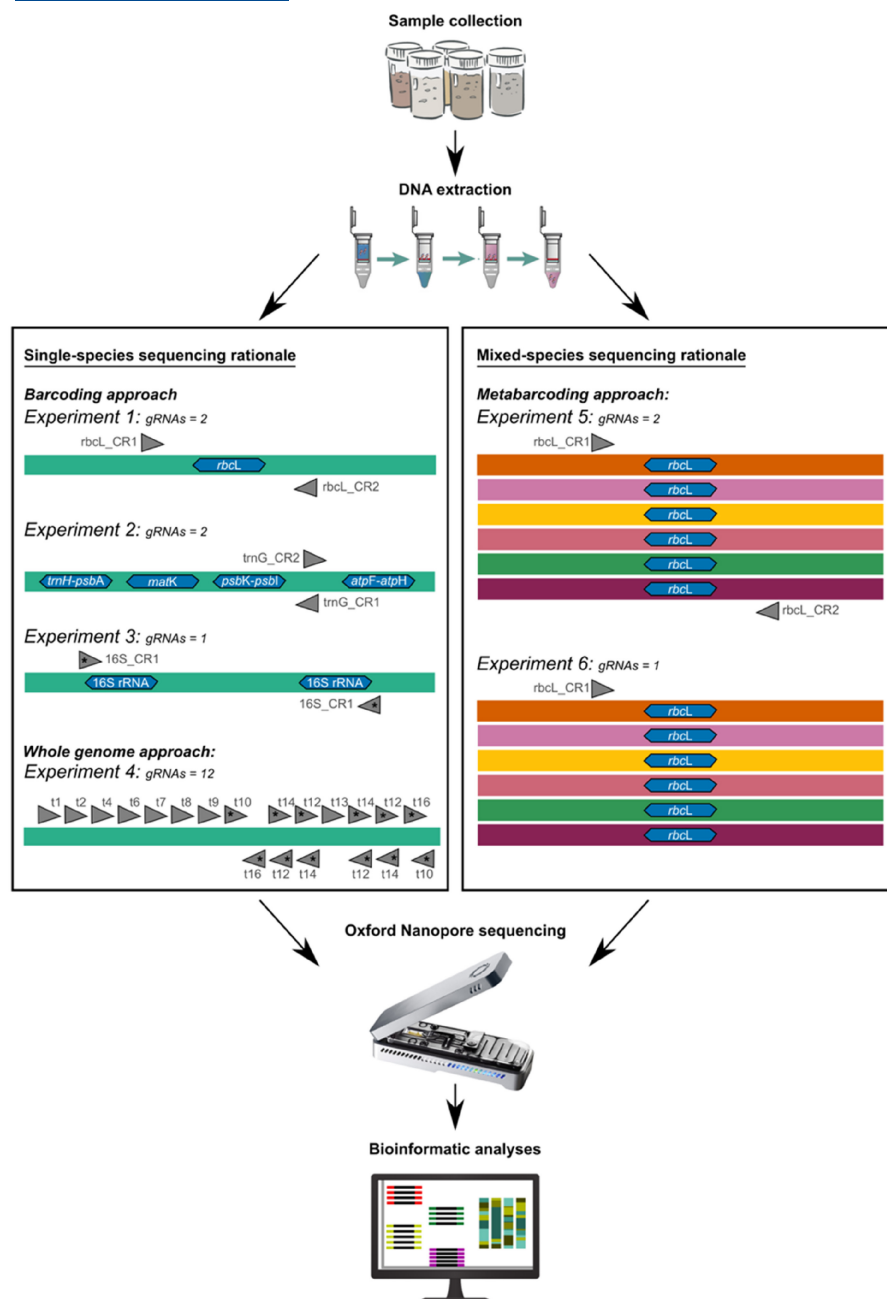 Sample collection
DNA extraction
Single-species sequencing rationale
Barcoding approach
Experiment 1: gRNAs = 2
rbcL_CR1
rbcL
rbcL_CR2
Experiment 2: gRNAs = 2
trnG_CR2
trnH-psbA matK psbK-psbI atpF-atpH
trnG_CR1
Experiment 3: gRNAs = 1
* 16S_CR1
16S rRNA 16S rRNA
16S_CR1 *
Whole genome approach:
Experiment 4: gRNAs = 12
t1 t2 t4 t6 t7 t8 t9 t10 t14 t12 t13 t14 t12 t16
* * * * * *
* * * * * *
t16 t12 t14 t12 t14 t10
Mixed-species sequencing rationale
Metabarcoding approach:
Experiment 5: gRNAs = 2
rbcL_CR1
rbcL
rbcL
rbcL
rbcL
rbcL
rbcL
rbcL_CR2
Experiment 6: gRNAs = 1
rbcL_CR1
rbcL
rbcL
rbcL
rbcL
rbcL
rbcL
Oxford Nanopore sequencing
Bioinformatic analyses